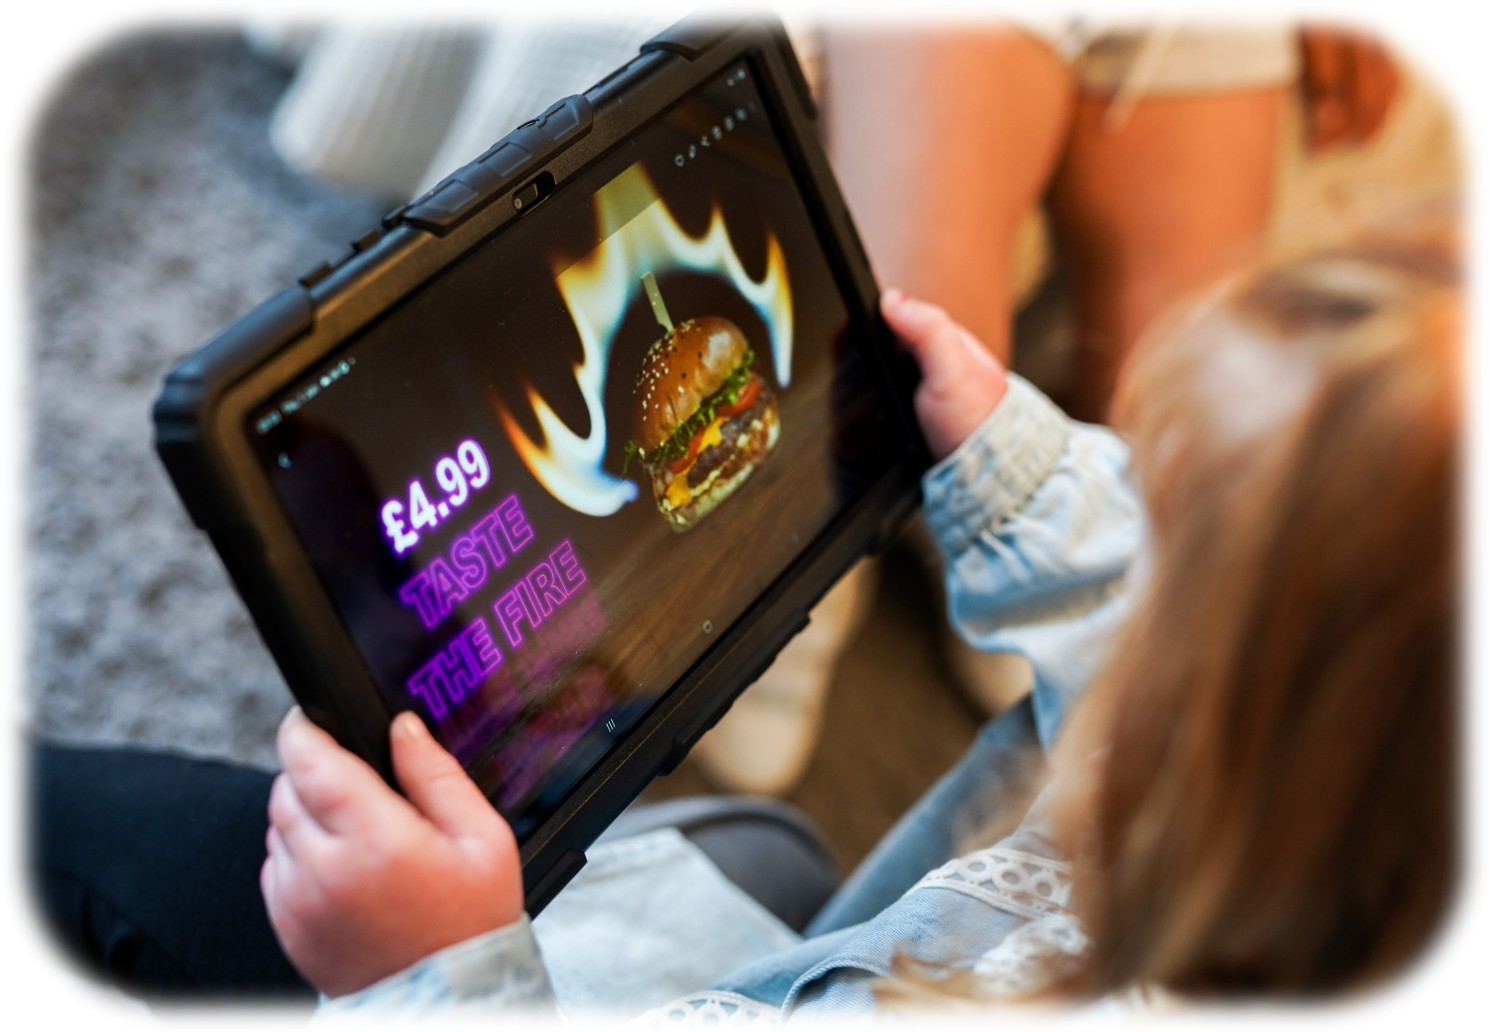 £4.99
TASTE
THE FIRE